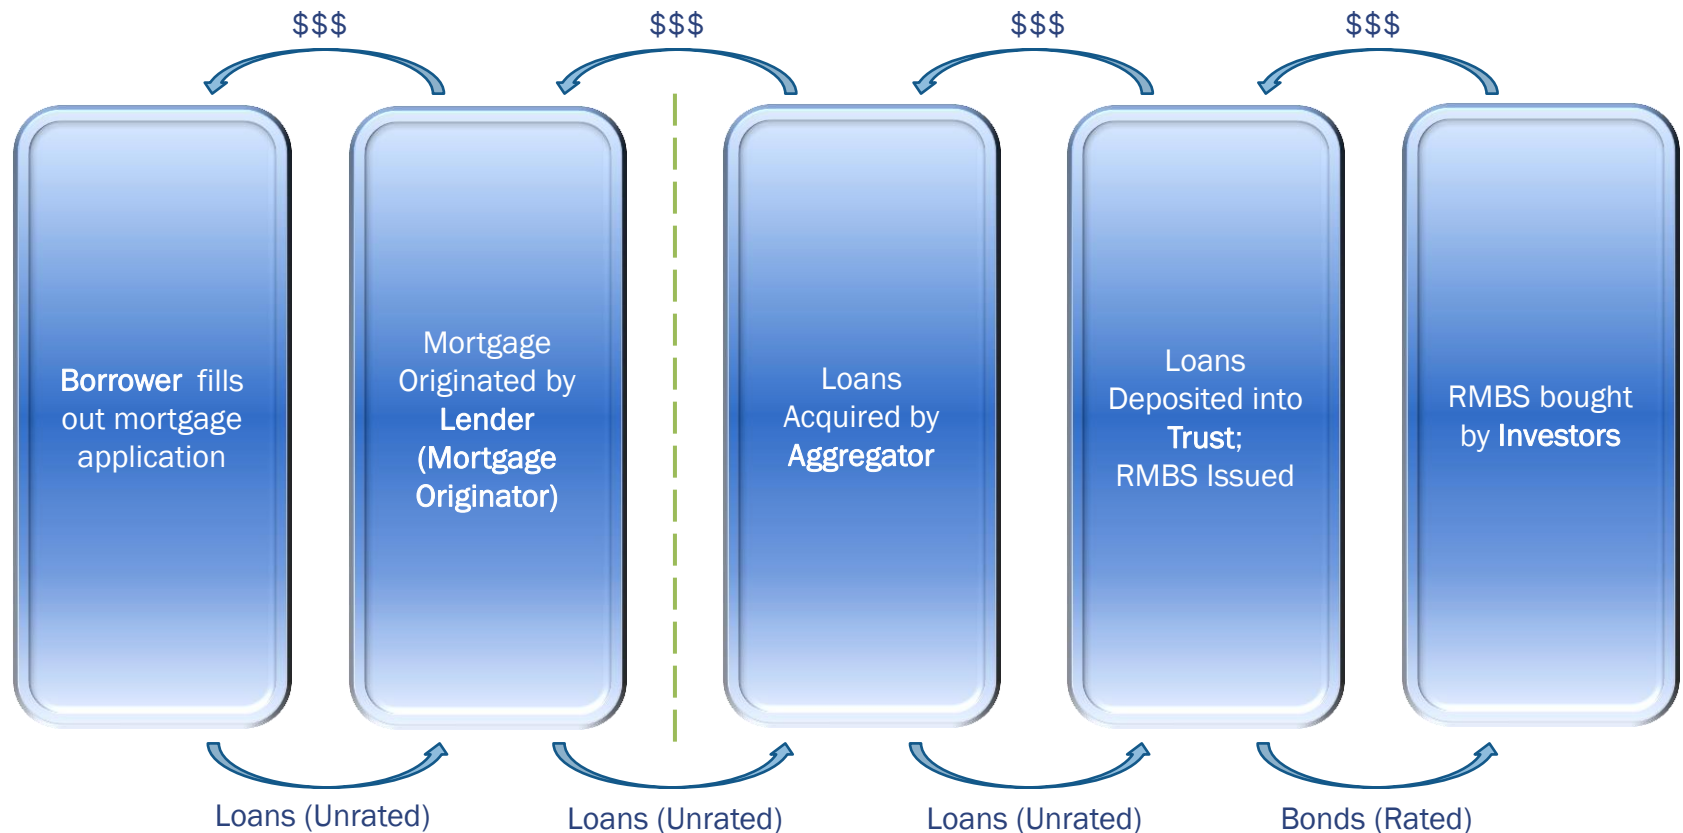 $$$
$$$
$$$
$$$
Borrower fills
out mortgage
application
Mortgage
Originated by
Lender
(Mortgage
Originator)
Loans
Acquired by
Aggregator
Loans
Deposited into
Trust;
RMBS Issued
RMBS bought
by Investors
Loans (Unrated)
Loans (Unrated)
Loans (Unrated)
Bonds (Rated)